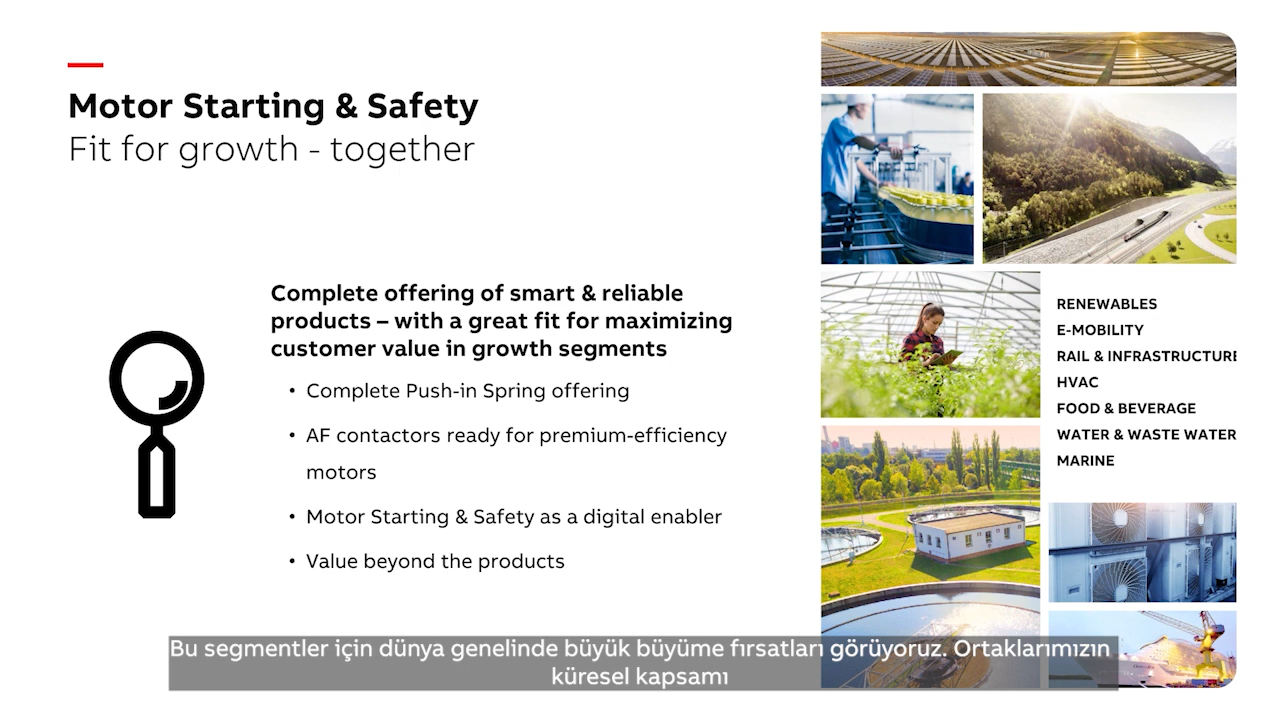 Motor Starting & Safety
Fit for growth - together
Complete offering of smart & reliable
products – with a great fit for maximizing
customer value in growth segments
• Complete Push-in Spring offering
• AF contactors ready for premium-efficiency
motors
• Motor Starting & Safety as a digital enabler
• Value beyond the products
RENEWABLES
E-MOBILITY
RAIL & INFRASTRUCTURE
HVAC
FOOD & BEVERAGE
WATER & WASTE WATER
MARINE
Bu segmentler için dünya genelinde büyük büyüme fırsatları görüyoruz. Ortaklarımızın
küresel kapsamı